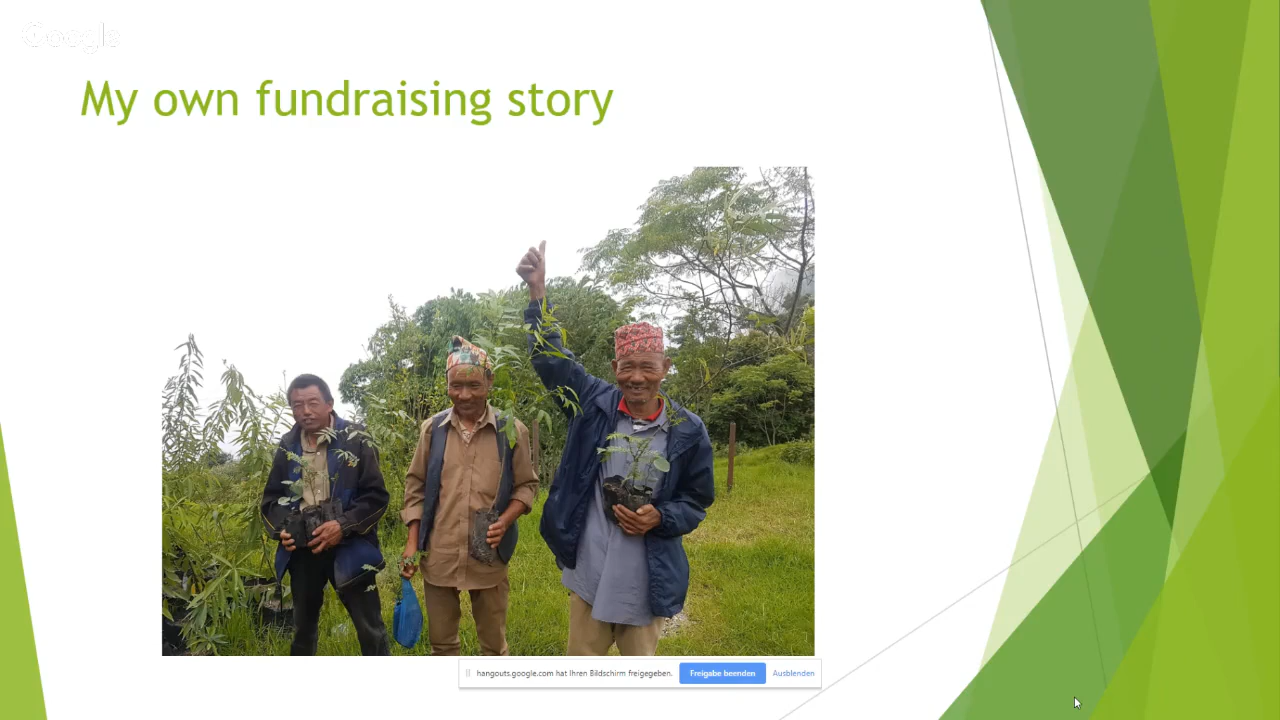 Google
My own fundraising story
hangouts.google.com hat Ihren Bildschirm freigegeben. Freigabe beenden Ausblenden